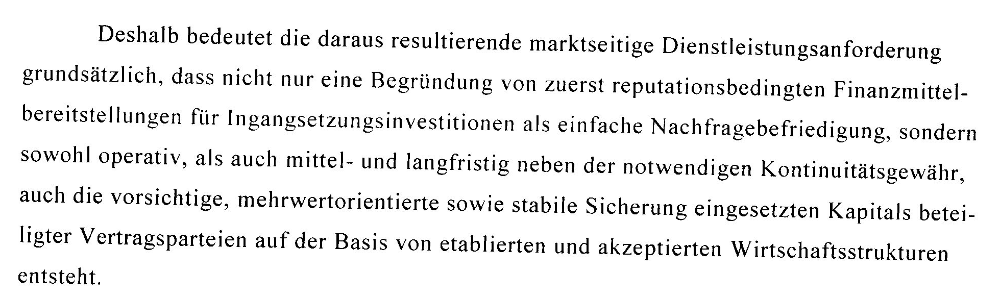 Deshalb bedeutet die daraus resultierende marktseitige Dienstleistungsanforderung
grundsätzlich, dass nicht nur eine Begründung von zuerst reputationsbedingten Finanzmittel-
bereitstellungen für Ingangsetzungsinvestitionen als einfache Nachfragebefriedigung, sondern
sowohl operativ, als auch mittel- und langfristig neben der notwendigen Kontinuitätsgewähr,
auch die vorsichtige, mehrwertorientierte sowie stabile Sicherung eingesetzten Kapitals betei-
ligter Vertragsparteien auf der Basis von etablierten und akzeptierten Wirtschaftsstrukturen
entsteht.